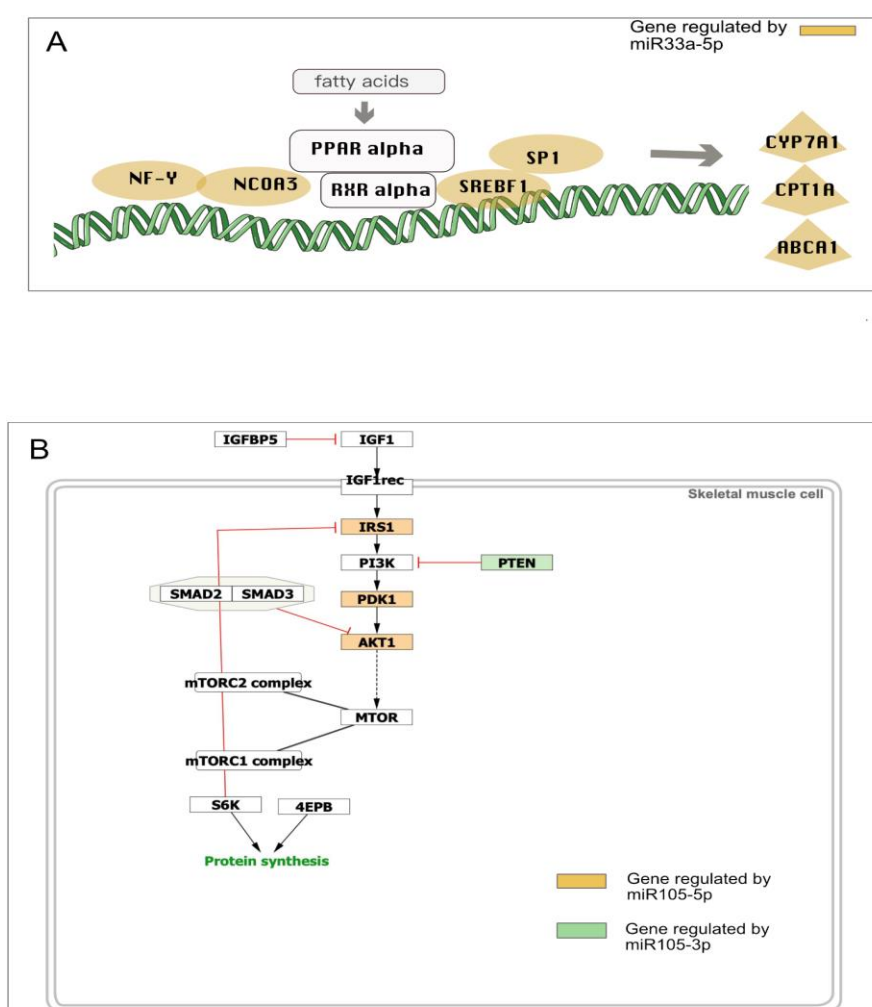 A
Gene regulated by
miR33a-5p
fatty acids
PPAR alpha
SP1
CYP7A1
NF-Y
NCOA3
RXR alpha
SREBF1
CPT1A
ABCA1
B
IGFBP5
IGF1
IGF1rec
Skeletal muscle cell
IRS1
PI3K
PTEN
SMAD2
SMAD3
PDK1
AKT1
mTORC2 complex
MTOR
mTORC1 complex
S6K
4EPB
Protein synthesis
Gene regulated by
miR105-5p
Gene regulated by
miR105-3p